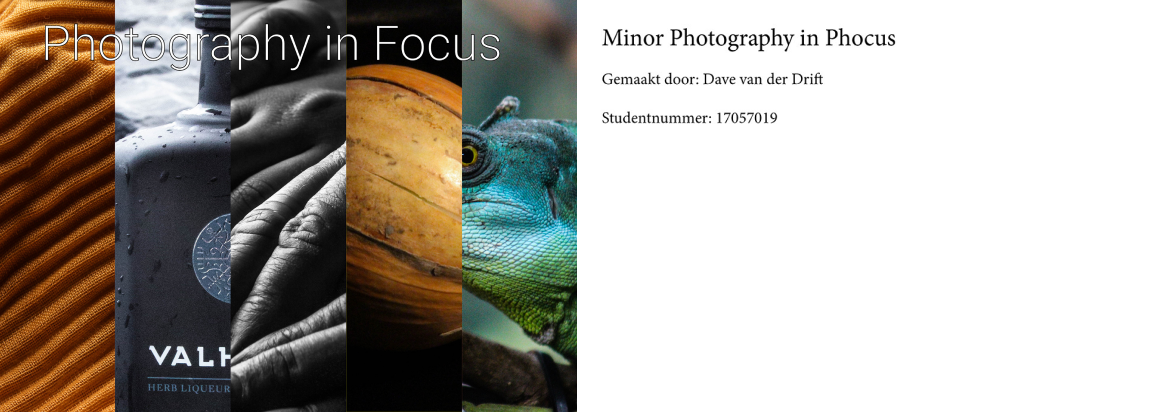 Photography in Focus
VALH
HERB LIQUEUR
Minor Photography in Phocus
Gemaakt door: Dave van der Drift
Studentnummer: 17057019